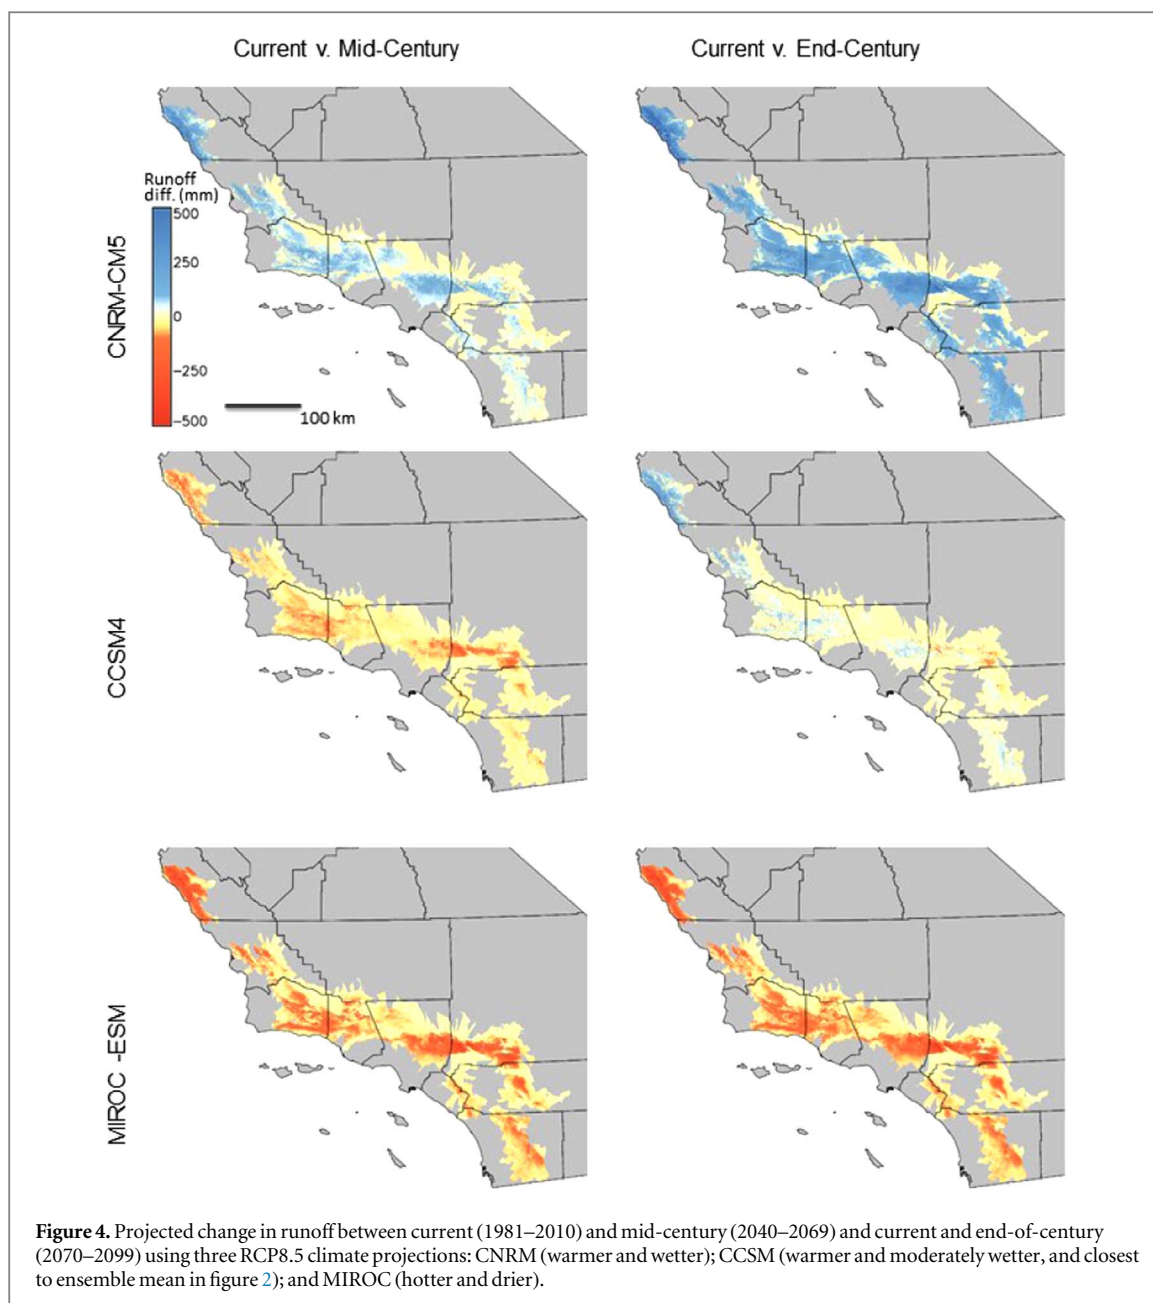 Current v. Mid-Century
Current v. End-Century
CNRM-CM5
Runoff
diff. (mm)
500
250
0
−250
−500
100 km
CCSM4
MIROC -ESM
Figure 4. Projected change in runoff between current (1981–2010) and mid-century (2040–2069) and current and end-of-century
(2070–2099) using three RCP8.5 climate projections: CNRM (warmer and wetter); CCSM (warmer and moderately wetter, and closest
to ensemble mean in figure 2); and MIROC (hotter and drier).